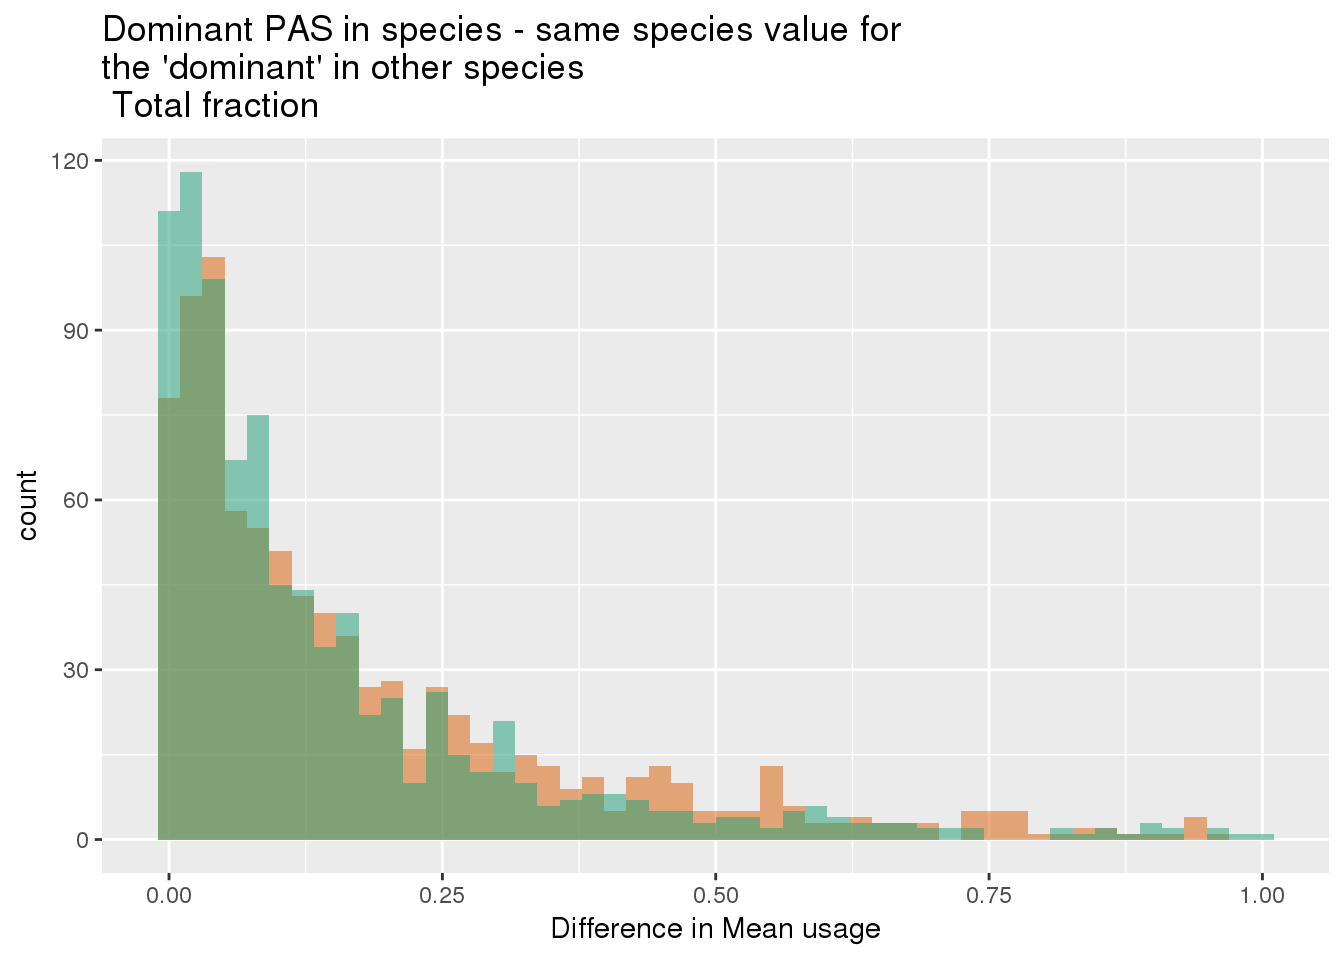 Dominant PAS in species - same species value for
the 'dominant' in other species
Total fraction
120
90
60
30
0
count
0.00
0.25
0.50
0.75
1.00
Difference in Mean usage